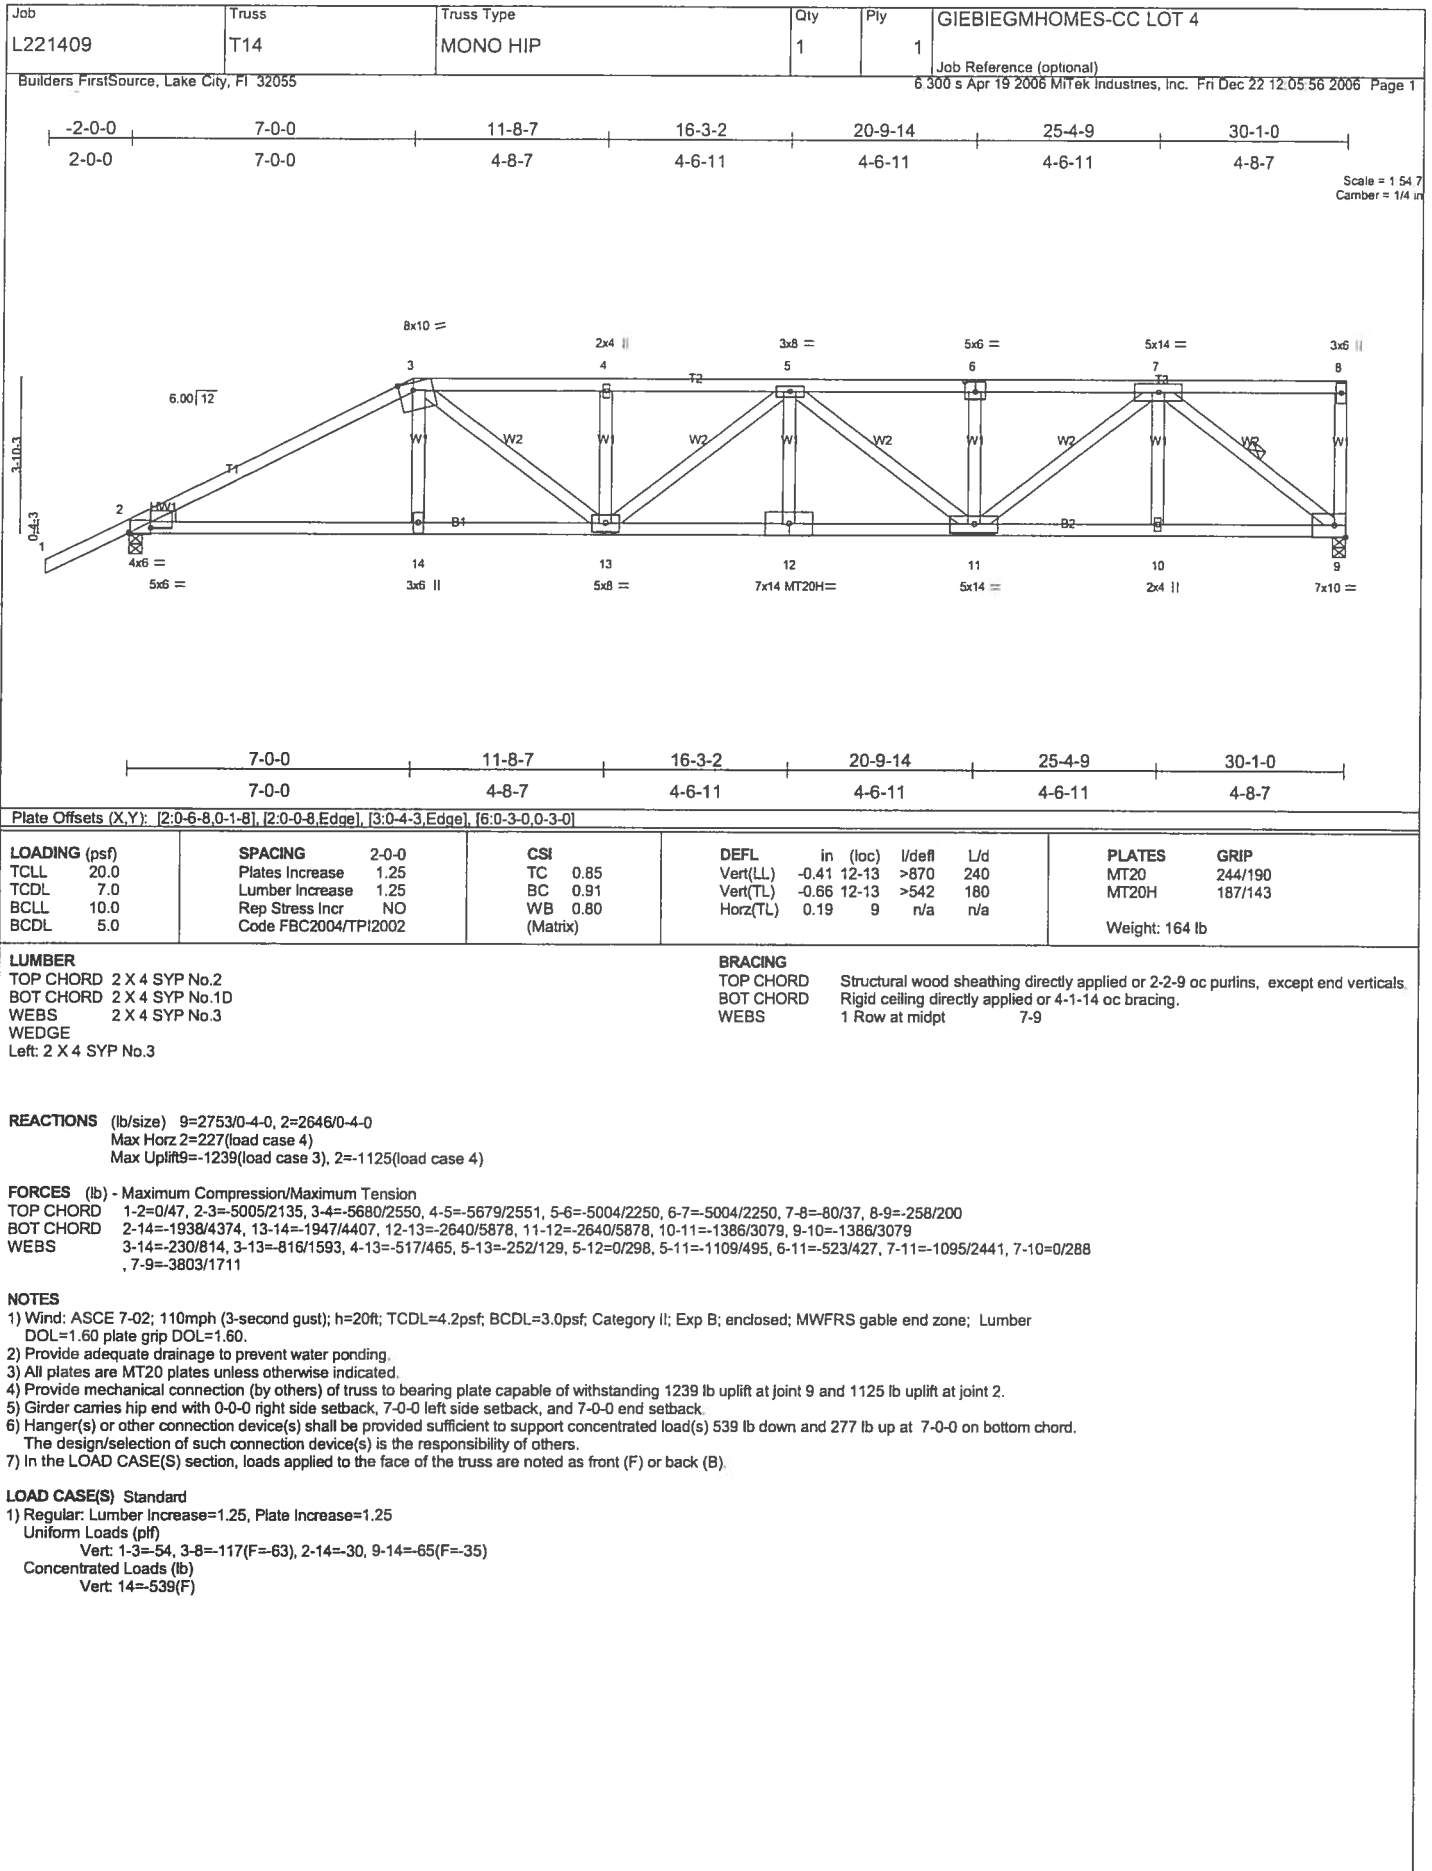 Job
Truss
Truss Type
Qty
Ply
GIEBIEGMHOMES-CC LOT 4
L221409
T14
MONO HIP
1
1
Job Reference (optional)
Builders FirstSource, Lake City, Fl 32055
6.300 s Apr 19 2006 MiTek Industries, Inc. Fri Dec 22 12:05:56 2006 Page 1
-2-0-0 7-0-0 11-8-7 16-3-2 20-9-14 25-4-9 30-1-0
2-0-0 7-0-0 4-8-7 4-6-11 4-6-11 4-6-11 4-8-7
Scale = 1:54.7
Camber = 1/4 in
8x10 =
2x4 ||
3x8 =
5x6 =
5x14 =
3x6 ||
3 4 5 6 7 8
T2
T3
6.00 12
3-10-3
W1 W2 W1 W2 W1 W2 W1 W2 W1 W2 W1
T1
2
HW1
0-4-3
B1
B2
1
4x6 =
14 13 12 11 10 9
5x6 =
3x6 ||
5x8 =
7x14 MT20H=
5x14 =
2x4 ||
7x10 =
7-0-0 11-8-7 16-3-2 20-9-14 25-4-9 30-1-0
7-0-0 4-8-7 4-6-11 4-6-11 4-6-11 4-8-7
Plate Offsets (X,Y): [2:0-6-8,0-1-8], [2:0-0-8,Edge], [3:0-4-3,Edge], [6:0-3-0,0-3-0]
LOADING (psf)
TCLL 20.0
TCDL 7.0
BCLL 10.0
BCDL 5.0
SPACING 2-0-0
Plates Increase 1.25
Lumber Increase 1.25
Rep Stress Incr NO
Code FBC2004/TPI2002
CSI
TC 0.85
BC 0.91
WB 0.80
(Matrix)
DEFL in (loc) l/defl L/d
Vert(LL) -0.41 12-13 >870 240
Vert(TL) -0.66 12-13 >542 180
Horz(TL) 0.19 9 n/a n/a
PLATES GRIP
MT20 244/190
MT20H 187/143
Weight: 164 lb
LUMBER
TOP CHORD 2 X 4 SYP No.2
BOT CHORD 2 X 4 SYP No.1D
WEBS 2 X 4 SYP No.3
WEDGE
Left: 2 X 4 SYP No.3
BRACING
TOP CHORD Structural wood sheathing directly applied or 2-2-9 oc purlins, except end verticals.
BOT CHORD Rigid ceiling directly applied or 4-1-14 oc bracing.
WEBS 1 Row at midpt 7-9
REACTIONS (lb/size) 9=2753/0-4-0, 2=2646/0-4-0
Max Horz 2=227(load case 4)
Max Uplift9=-1239(load case 3), 2=-1125(load case 4)
FORCES (lb) - Maximum Compression/Maximum Tension
TOP CHORD 1-2=0/47, 2-3=-5005/2135, 3-4=-5680/2550, 4-5=-5679/2551, 5-6=-5004/2250, 6-7=-5004/2250, 7-8=-80/37, 8-9=-258/200
BOT CHORD 2-14=-1938/4374, 13-14=-1947/4407, 12-13=-2640/5878, 11-12=-2640/5878, 10-11=-1386/3079, 9-10=-1386/3079
WEBS 3-14=-230/814, 3-13=-816/1593, 4-13=-517/465, 5-13=-252/129, 5-12=0/298, 5-11=-1109/495, 6-11=-523/427, 7-11=-1095/2441, 7-10=0/288
, 7-9=-3803/1711
NOTES
1) Wind: ASCE 7-02; 110mph (3-second gust); h=20ft; TCDL=4.2psf; BCDL=3.0psf; Category II; Exp B; enclosed; MWFRS gable end zone; Lumber
DOL=1.60 plate grip DOL=1.60.
2) Provide adequate drainage to prevent water ponding.
3) All plates are MT20 plates unless otherwise indicated.
4) Provide mechanical connection (by others) of truss to bearing plate capable of withstanding 1239 lb uplift at joint 9 and 1125 lb uplift at joint 2.
5) Girder carries hip end with 0-0-0 right side setback, 7-0-0 left side setback, and 7-0-0 end setback.
6) Hanger(s) or other connection device(s) shall be provided sufficient to support concentrated load(s) 539 lb down and 277 lb up at 7-0-0 on bottom chord.
The design/selection of such connection device(s) is the responsibility of others.
7) In the LOAD CASE(S) section, loads applied to the face of the truss are noted as front (F) or back (B).
LOAD CASE(S) Standard
1) Regular: Lumber Increase=1.25, Plate Increase=1.25
Uniform Loads (plf)
Vert: 1-3=-54, 3-8=-117(F=-63), 2-14=-30, 9-14=-65(F=-35)
Concentrated Loads (lb)
Vert: 14=-539(F)